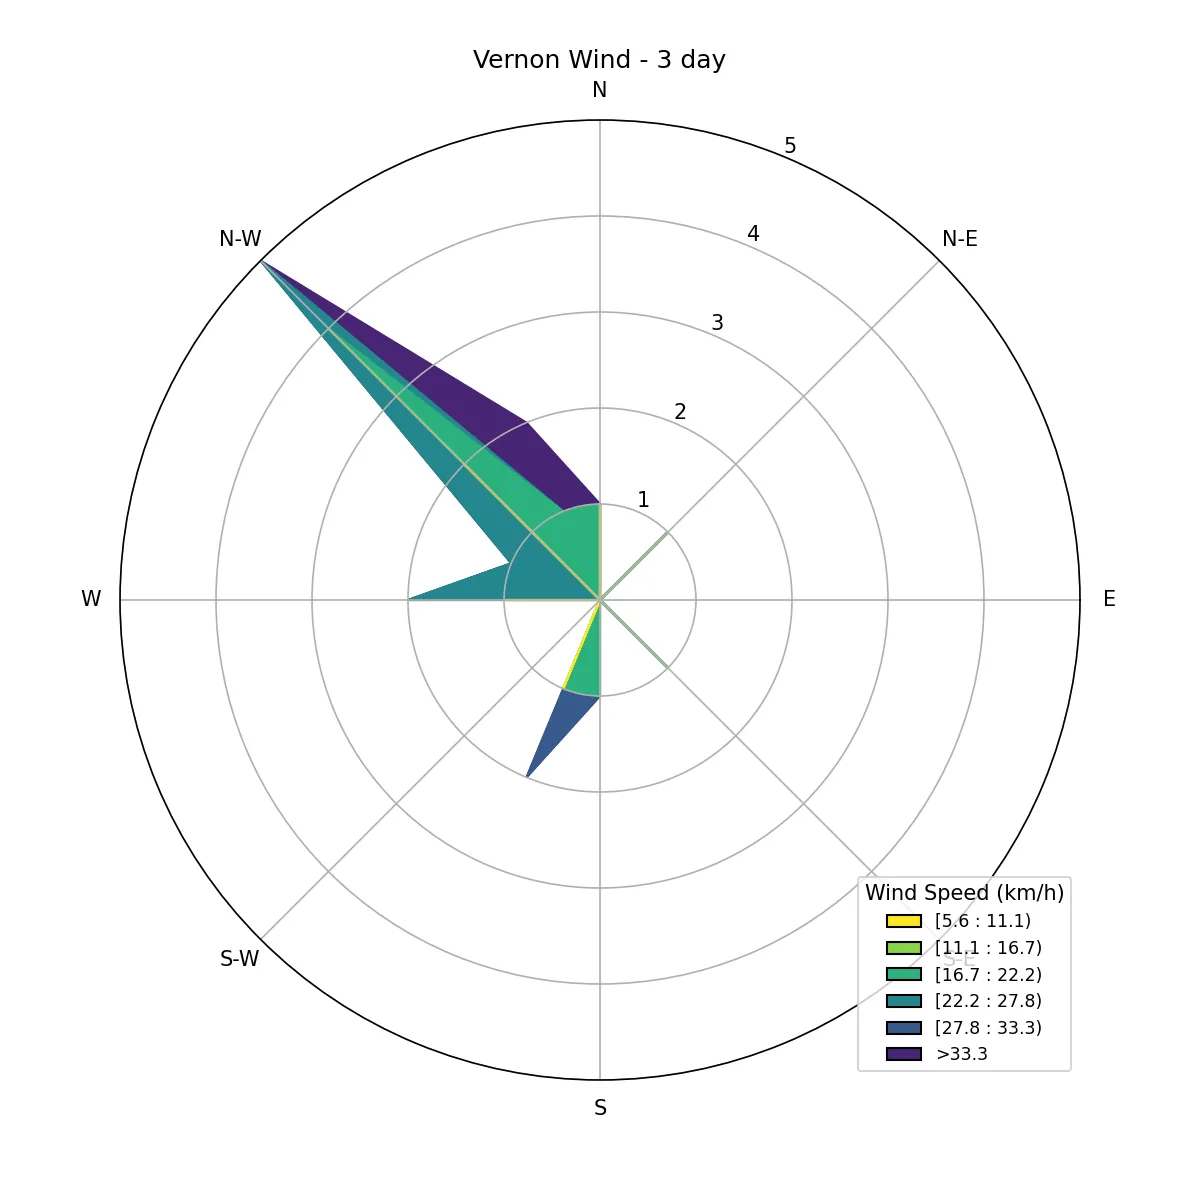 Vernon Wind - 3 day
N
5
N-W
N-E
4
3
2
1
W
E
S-W
S-E
S
Wind Speed (km/h)
[5.6 : 11.1)
[11.1 : 16.7)
[16.7 : 22.2)
[22.2 : 27.8)
[27.8 : 33.3)
>33.3